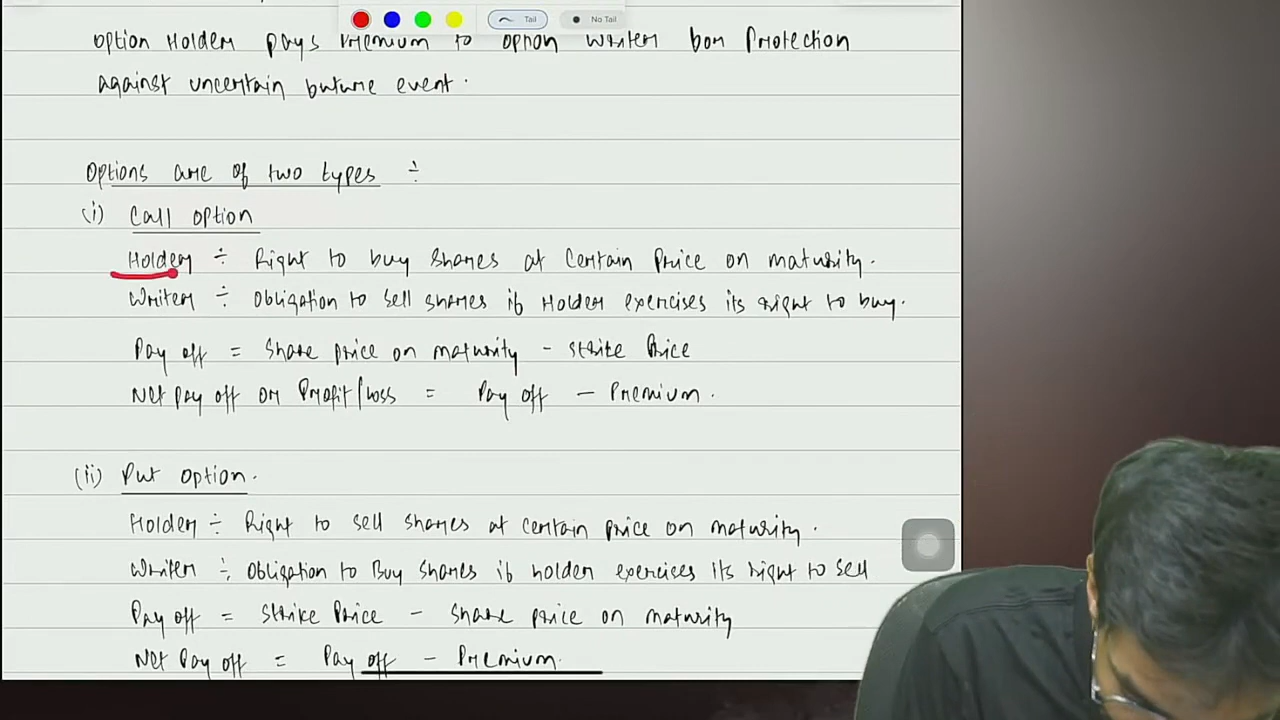 Tail No Tail
Option Holder pays Premium to option writer for Protection
against uncertain future event.
Options are of two types ÷
(i) Call option
Holder ÷ Right to buy shares at certain price on maturity.
Writer ÷ Obligation to sell shares if Holder exercises its right to buy.
Pay off = Share price on maturity - strike Price
Net Pay off or Profit/Loss = Pay off - Premium.
(ii) Put option.
Holder ÷ Right to sell shares at certain price on maturity.
Writer ÷ Obligation to Buy shares if holder exercices its right to sell
Pay off = Strike Price - share price on maturity
Net Pay off = Pay off - Premium.